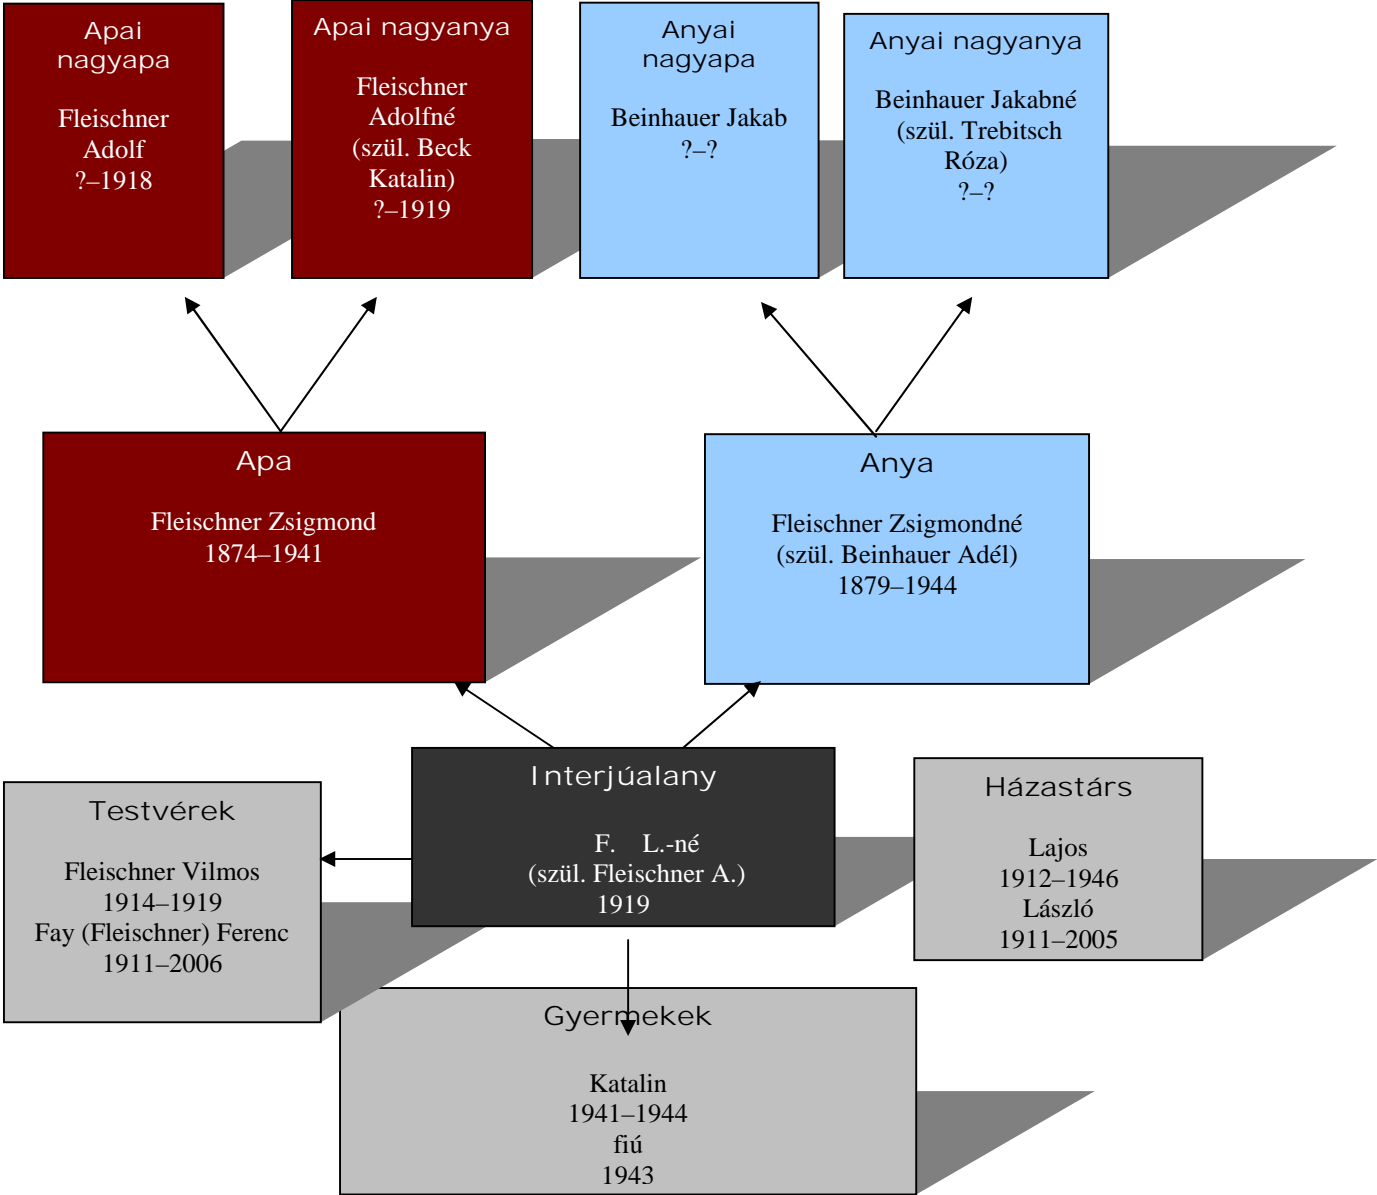 Apai
nagyapa
Fleischner
Adolf
?–1918
Apai nagyanya
Fleischner
Adolfné
(szül. Beck
Katalin)
?–1919
Anyai
nagyapa
Beinhauer Jakab
?–?
Anyai nagyanya
Beinhauer Jakabné
(szül. Trebitsch
Róza)
?–?
Apa
Fleischner Zsigmond
1874–1941
Anya
Fleischner Zsigmondné
(szül. Beinhauer Adél)
1879–1944
Testvérek
Fleischner Vilmos
1914–1919
Fay (Fleischner) Ferenc
1911–2006
Interjúalany
F. L.-né
(szül. Fleischner A.)
1919
Házastárs
Lajos
1912–1946
László
1911–2005
Gyermekek
Katalin
1941–1944
fiú
1943